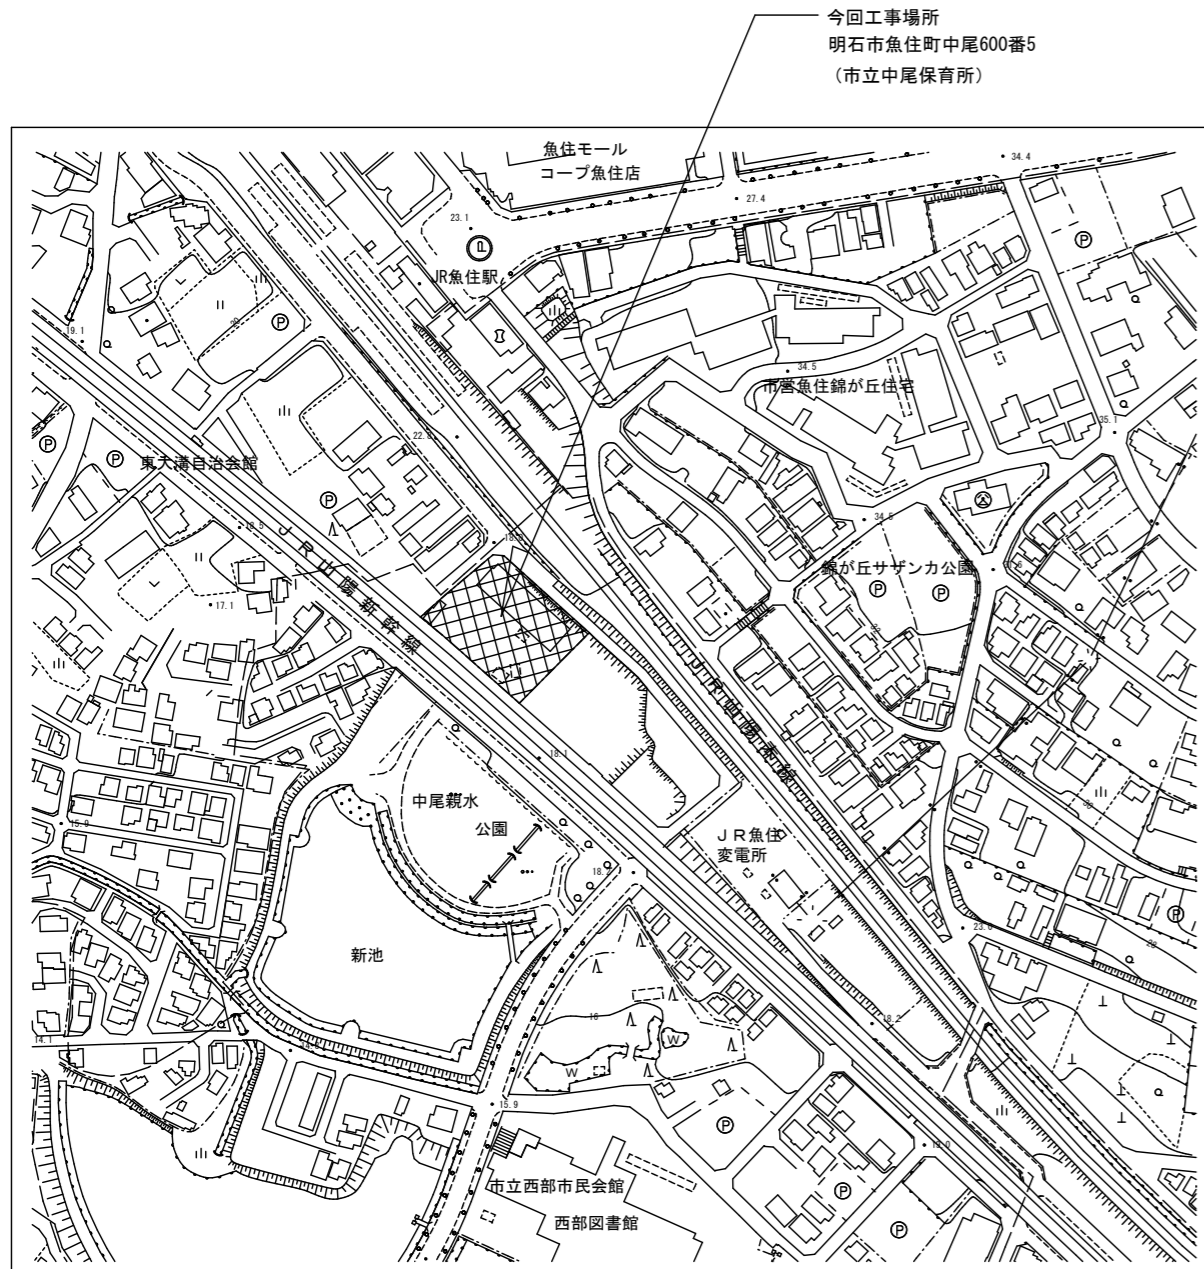 今回工事場所
明石市魚住町中尾600番5
（市立中尾保育所）
魚住モール
コープ魚住店
34.4
27.4
23.1
JR魚住駅
19.1
34.5
市営魚住錦が丘住宅
35.1
東大溝自治会館
18.5
34.5
錦が丘サザンカ公園
17.1
JR山陽新幹線
JR山陽本線
18.1
中尾親水
公園
15.9
JR魚住
変電所
18.2
新池
23.0
16
18.2
14.1
W
W
15.9
市立西部市民会館
西部図書館
P
P
P
P
P
P
P
P
P
P
P